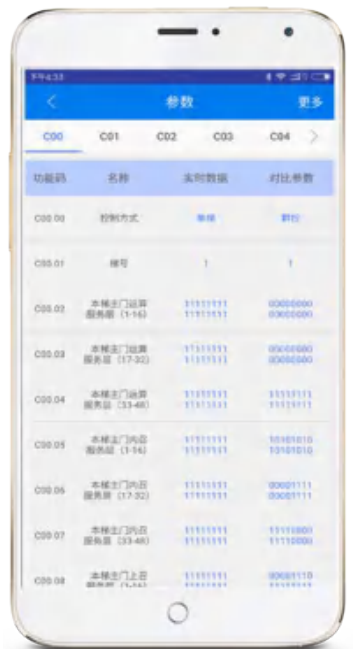 下午4:33
参数
更多
C00 C01 C02 C03 C04
功能码 名称 实时数据 对比参数
C00.00 控制方式 单梯 群控
C00.01 梯号 1 1
C00.02 本梯主门运算 11111111 00000000
服务层 (1-16) 11111111 00000000
C00.03 本梯主门运算 11111111 00000000
服务层 (17-32) 11111111 00000000
C00.04 本梯主门运算 11111111 11111111
服务层 (33-48) 11111111 11111111
C00.05 本梯主门内召 11111111 10101010
服务层 (1-16) 11111111 10101010
C00.06 本梯主门内召 11111111 00001111
服务层 (17-32) 11111111 00001111
C00.07 本梯主门内召 11111111 11110000
服务层 (33-48) 11111111 11110000
C00.08 本梯主门上召 11111111